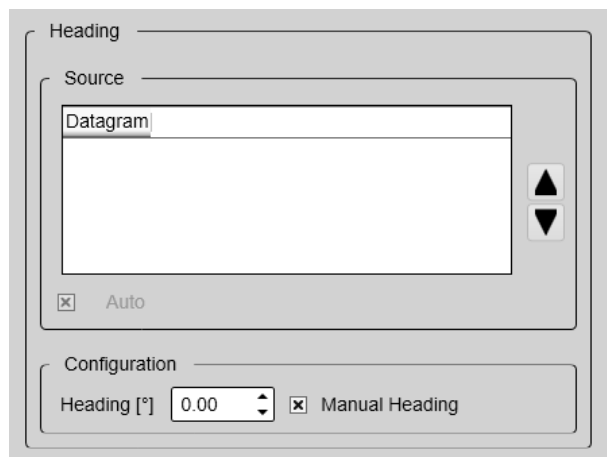 Heading
Source
Datagram
Auto
Configuration
Heading [°] 0.00 Manual Heading